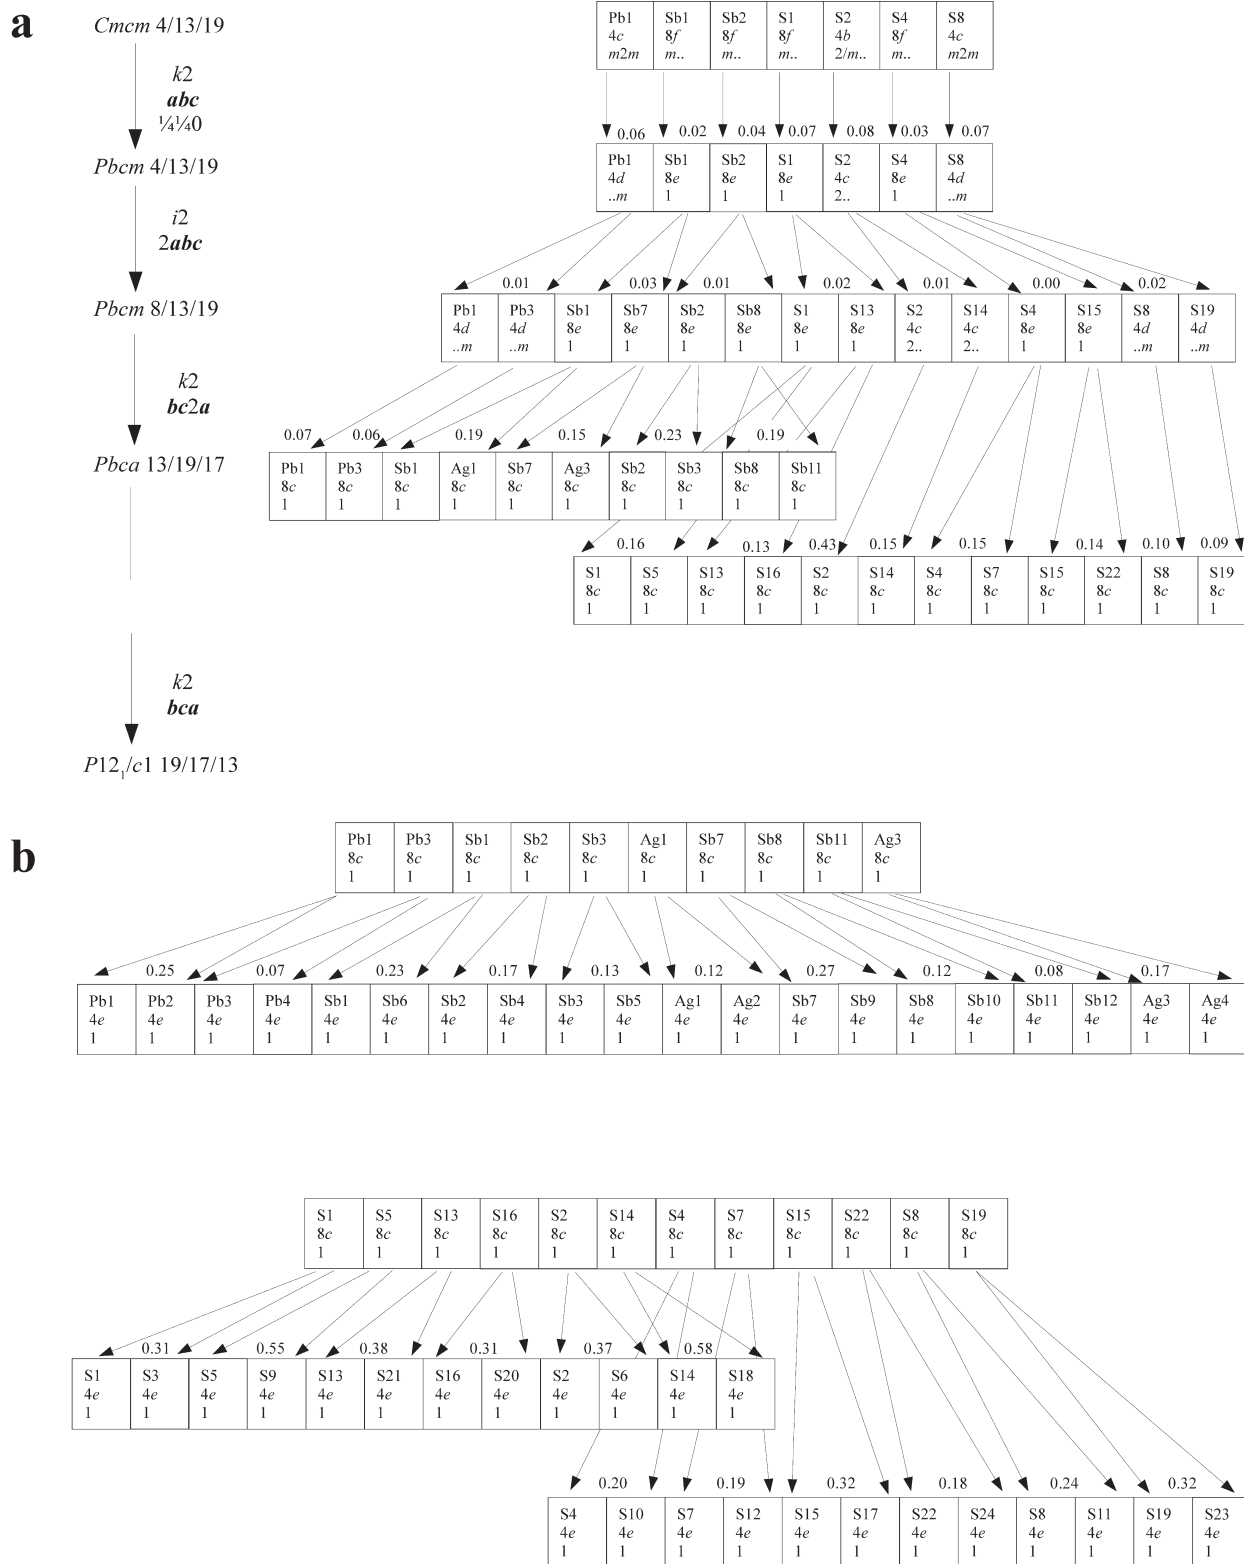 a
Cmcm 4/13/19
k2
abc
¼¼0
Pbcm 4/13/19
i2
2abc
Pbcm 8/13/19
k2
bc2a
Pbca 13/19/17
k2
bca
P12₁/c1 19/17/13
Pb1 Sb1 Sb2 S1 S2 S4 S8
4c 8f 8f 8f 4b 8f 4c
m2m m.. m.. m.. 2/m.. m.. m2m
0.06 0.02 0.04 0.07 0.08 0.03 0.07
Pb1 Sb1 Sb2 S1 S2 S4 S8
4d 8e 8e 8e 4c 8e 4d
..m 1 1 1 2.. 1 ..m
0.01 0.03 0.01 0.02 0.01 0.00 0.02
Pb1 Pb3 Sb1 Sb7 Sb2 Sb8 S1 S13 S2 S14 S4 S15 S8 S19
4d 4d 8e 8e 8e 8e 8e 8e 4c 4c 8e 8e 4d 4d
..m ..m 1 1 1 1 1 1 2.. 2.. 1 1 ..m ..m
0.07 0.06 0.19 0.15 0.23 0.19
Pb1 Pb3 Sb1 Ag1 Sb7 Ag3 Sb2 Sb3 Sb8 Sb11
8c 8c 8c 8c 8c 8c 8c 8c 8c 8c
1 1 1 1 1 1 1 1 1 1
0.16 0.13 0.43 0.15 0.15 0.14 0.10 0.09
S1 S5 S13 S16 S2 S14 S4 S7 S15 S22 S8 S19
8c 8c 8c 8c 8c 8c 8c 8c 8c 8c 8c 8c
1 1 1 1 1 1 1 1 1 1 1 1
b
Pb1 Pb3 Sb1 Sb2 Sb3 Ag1 Sb7 Sb8 Sb11 Ag3
8c 8c 8c 8c 8c 8c 8c 8c 8c 8c
1 1 1 1 1 1 1 1 1 1
0.25 0.07 0.23 0.17 0.13 0.12 0.27 0.12 0.08 0.17
Pb1 Pb2 Pb3 Pb4 Sb1 Sb6 Sb2 Sb4 Sb3 Sb5 Ag1 Ag2 Sb7 Sb9 Sb8 Sb10 Sb11 Sb12 Ag3 Ag4
4e 4e 4e 4e 4e 4e 4e 4e 4e 4e 4e 4e 4e 4e 4e 4e 4e 4e 4e 4e
1 1 1 1 1 1 1 1 1 1 1 1 1 1 1 1 1 1 1 1
S1 S5 S13 S16 S2 S14 S4 S7 S15 S22 S8 S19
8c 8c 8c 8c 8c 8c 8c 8c 8c 8c 8c 8c
1 1 1 1 1 1 1 1 1 1 1 1
0.31 0.55 0.38 0.31 0.37 0.58
S1 S3 S5 S9 S13 S21 S16 S20 S2 S6 S14 S18
4e 4e 4e 4e 4e 4e 4e 4e 4e 4e 4e 4e
1 1 1 1 1 1 1 1 1 1 1 1
0.20 0.19 0.32 0.18 0.24 0.32
S4 S10 S7 S12 S15 S17 S22 S24 S8 S11 S19 S23
4e 4e 4e 4e 4e 4e 4e 4e 4e 4e 4e 4e
1 1 1 1 1 1 1 1 1 1 1 1